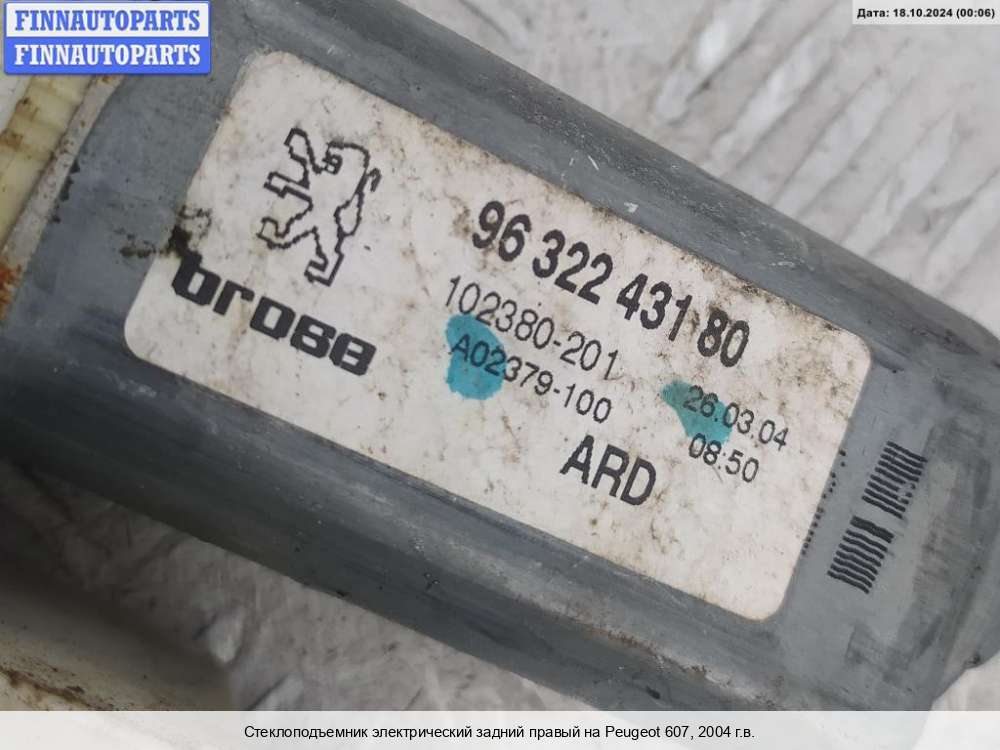 FINNAUTOPARTS
FINNAUTOPARTS
Дата: 18.10.2024 (00:06)
96 322 431 80
brose
102380-201
A02379-100
26.03.04
08:50
ARD
Стеклоподъемник электрический задний правый на Peugeot 607, 2004 г.в.